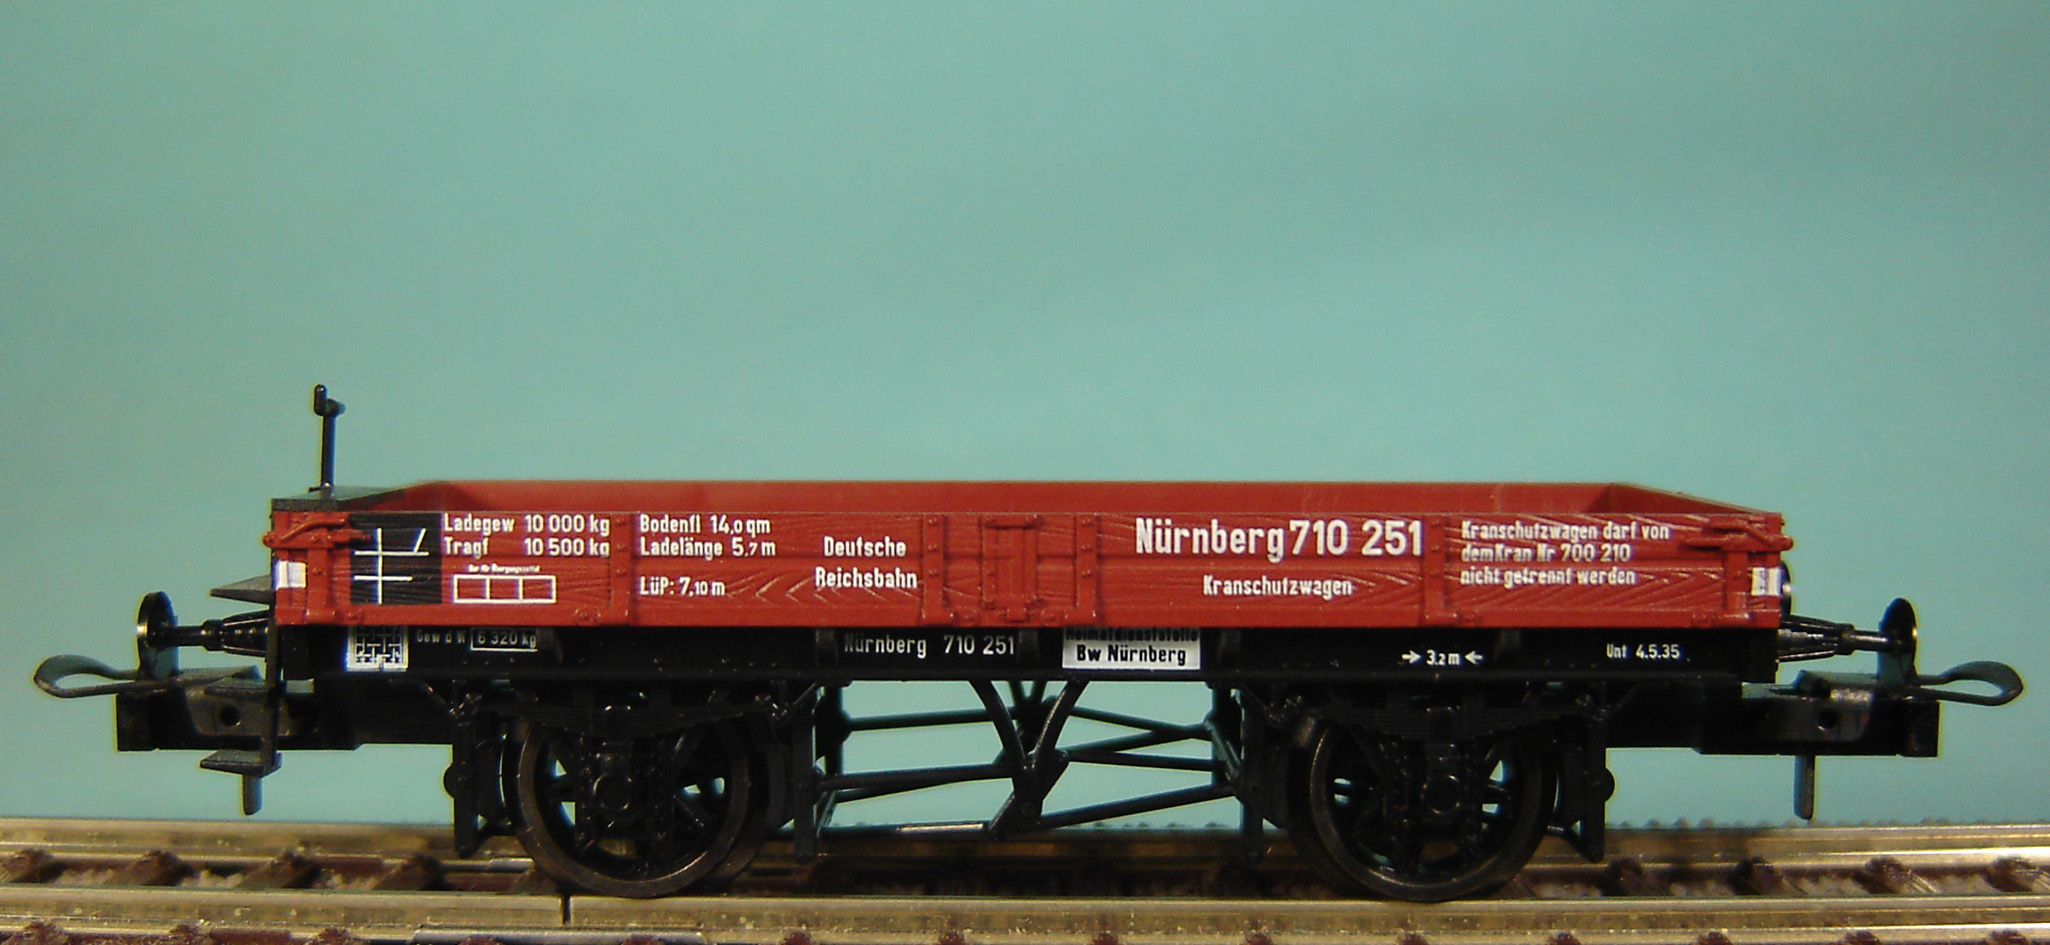 Ladegew 10 000 kg
Tragf 10 500 kg
Bodenfl 14,0 qm
Ladelänge 5,7 m
LüP: 7,10 m
Deutsche
Reichsbahn
Nürnberg 710 251
Kranschutzwagen
Kranschutzwagen darf von
dem Kran Nr 700 210
nicht getrennt werden
Gew d W 6 320 kg
Nürnberg 710 251
Heimatdienststelle
Bw Nürnberg
3,2 m
Unt 4.5.35